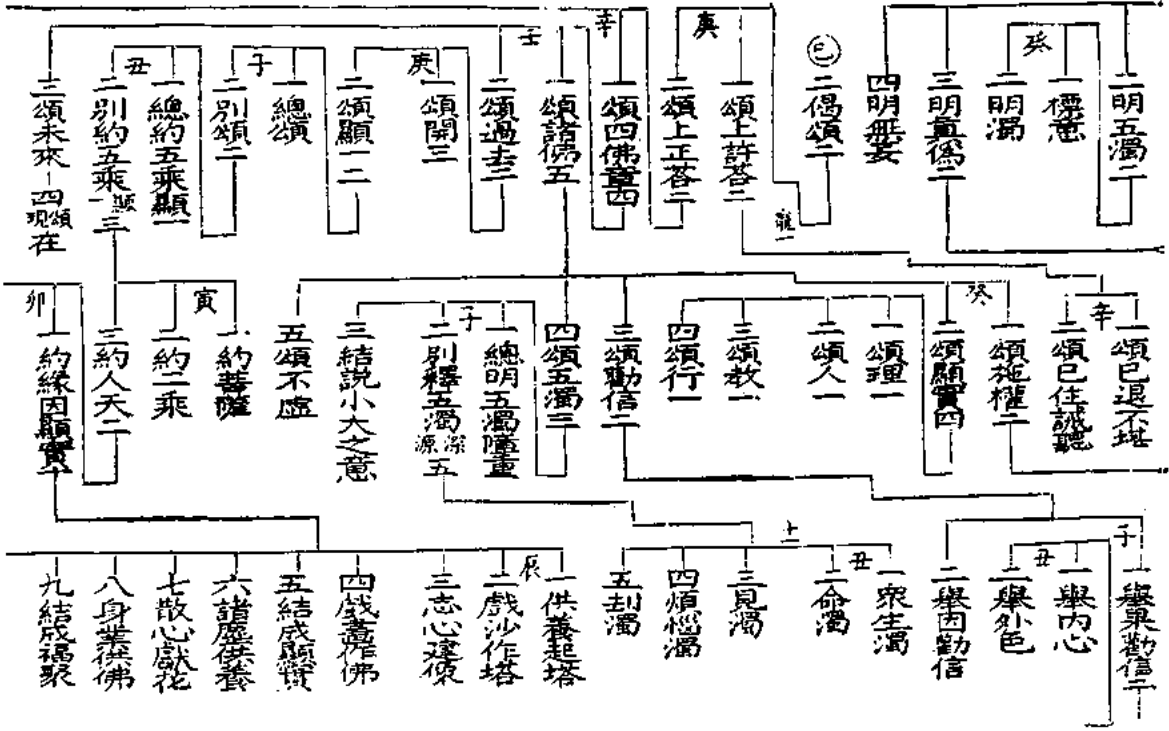 二明五濁二
一標意
二明濁
癸
三明真偽二
四明無妄
㊁二偈頌二
一頌上許荅二
庚
二頌上正荅二
辛
一頌四佛章四
一頌諸佛五
壬
二頌過去二
一頌開三
庚
二頌顯一二
一總頌
子
二別頌二
一總約五乘顯一
丑
二別約五乘顯一三
三頌未來
四頌現在
一頌已退不堪
辛
二頌已住誡聽
一頌施權二
癸
二頌顯實四
一頌理一
二頌人一
三頌教一
四頌行一
三頌勸信二
四頌五濁三
一總明五濁障重
子
二別釋五濁根源五
三結說小大之意
五頌不虛
一約菩薩
寅
二約二乘
三約人天二
一約緣因顯實
卯
一舉果勸信二
子
一舉內心
丑
二舉外色
二舉因勸信
一眾生濁
丑
二命濁
上
三見濁
四煩惱濁
五劫濁
一供養起塔
辰
二戲沙作塔
三志心建像
四戲畫作佛
五結成顯實
六諸塵供養
七散心獻花
八身業供佛
九結成福聚